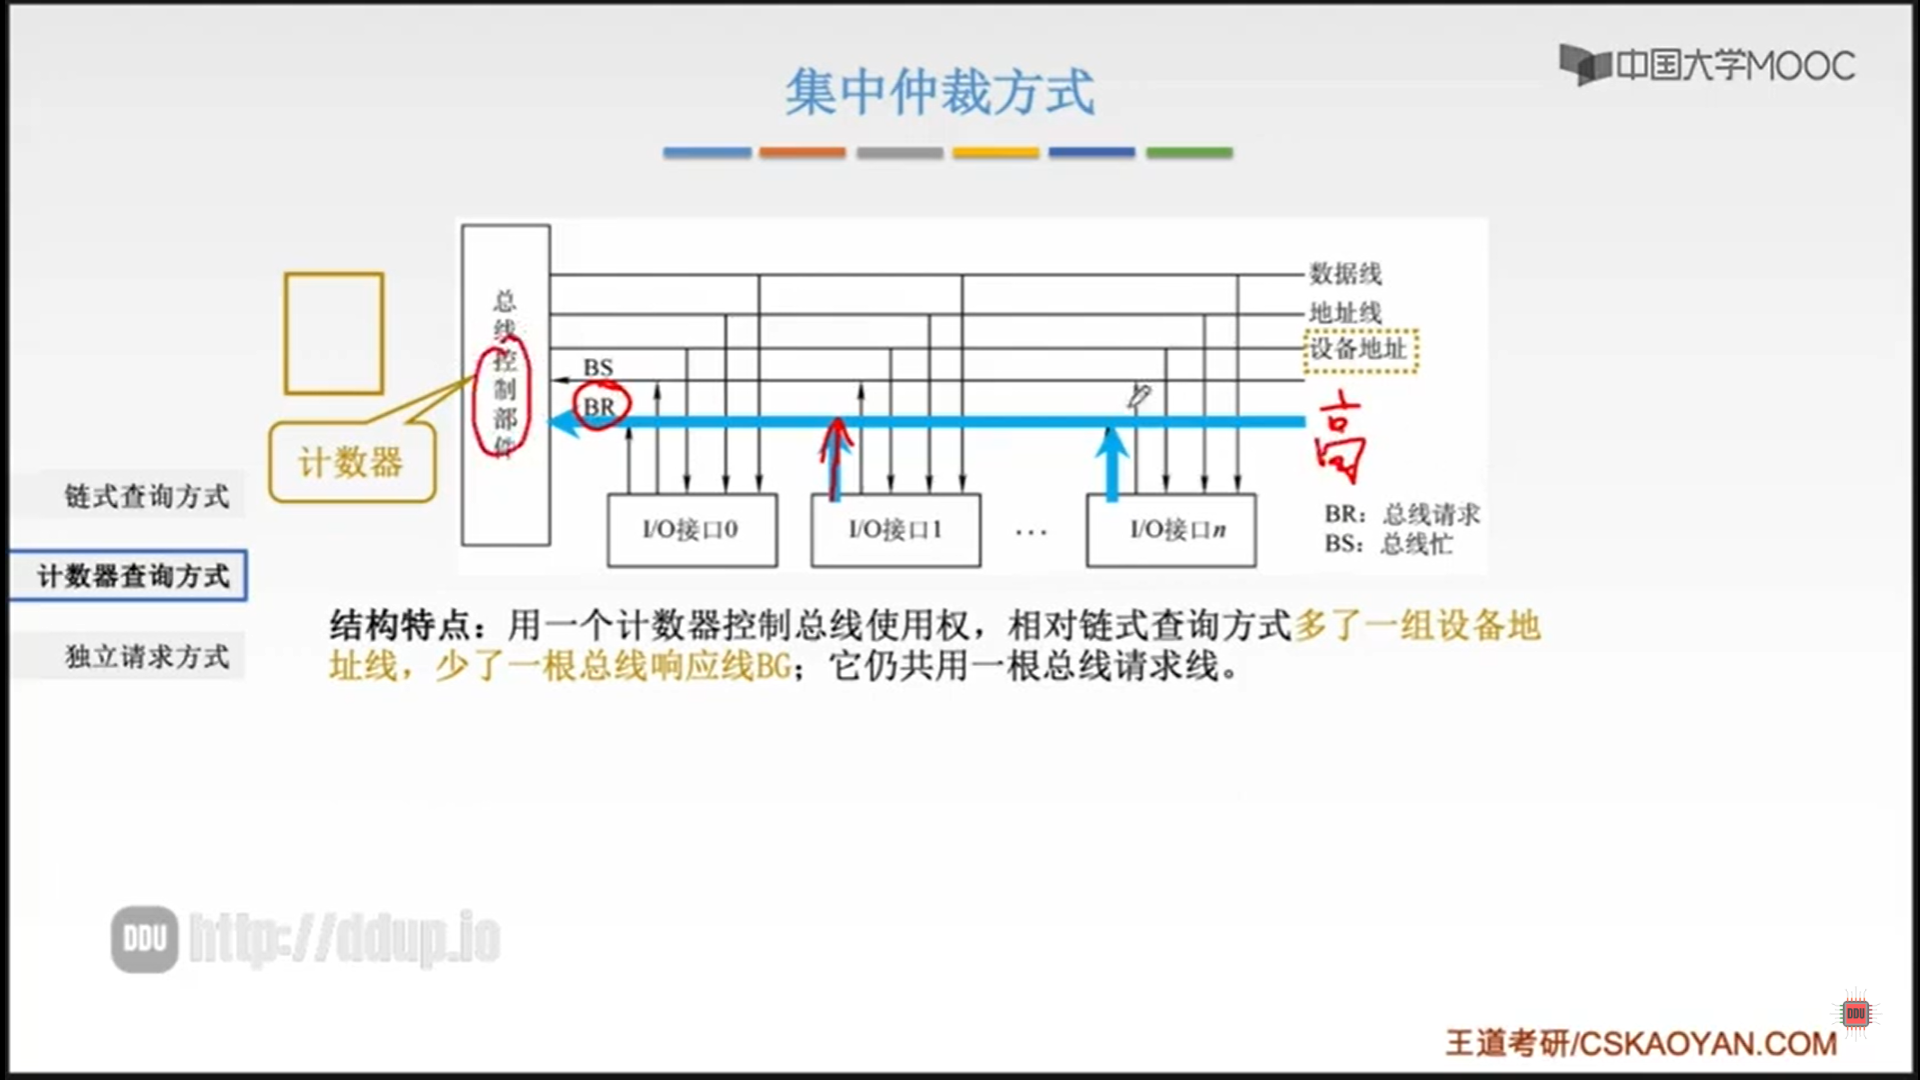 中国大学MOOC
集中仲裁方式
总线控制部件
数据线
地址线
设备地址
BS
BR
高
计数器
I/O接口0
I/O接口1
...
I/O接口n
BR：总线请求
BS：总线忙
链式查询方式
计数器查询方式
独立请求方式
结构特点：用一个计数器控制总线使用权，相对链式查询方式多了一组设备地
址线，少了一根总线响应线BG；它仍共用一根总线请求线。
DDU http://ddup.io
DDU
王道考研/CSKAOYAN.COM